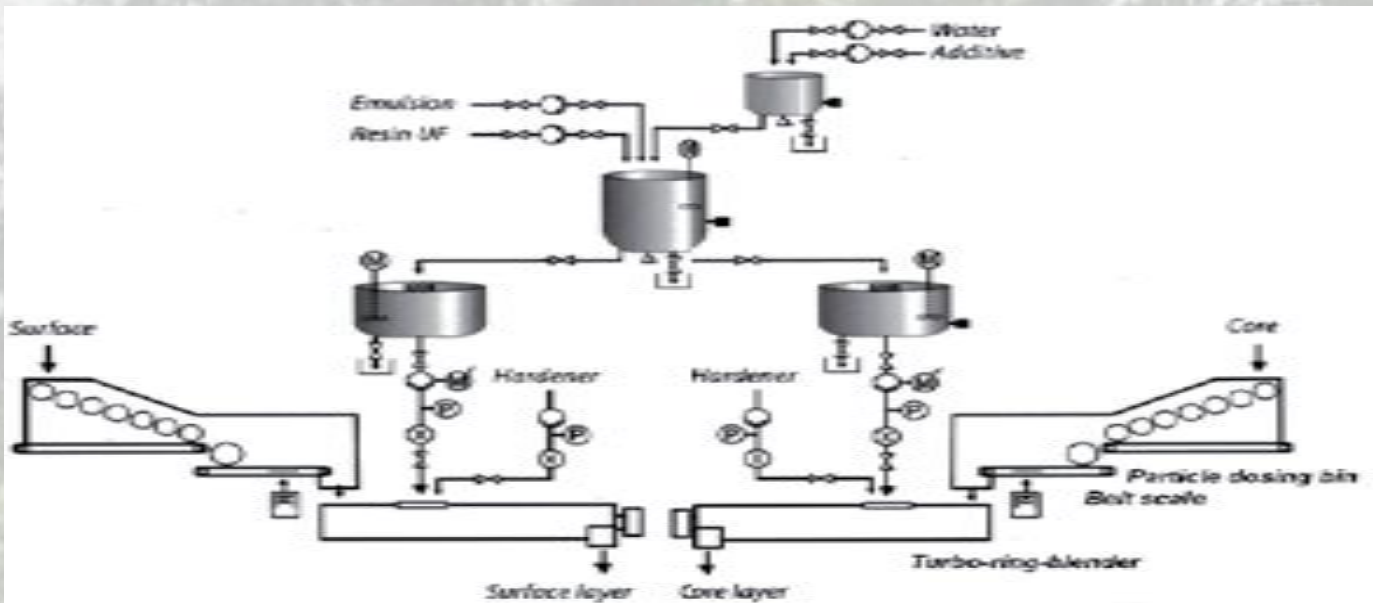 Water
Additive
Emulsion
Resin UF
M
M
M
Surface
Core
Hardener
Hardener
M
M
P
P
P
P
Particle dosing bin
Belt scale
Turbo-ring-blender
Surface layer
Core layer